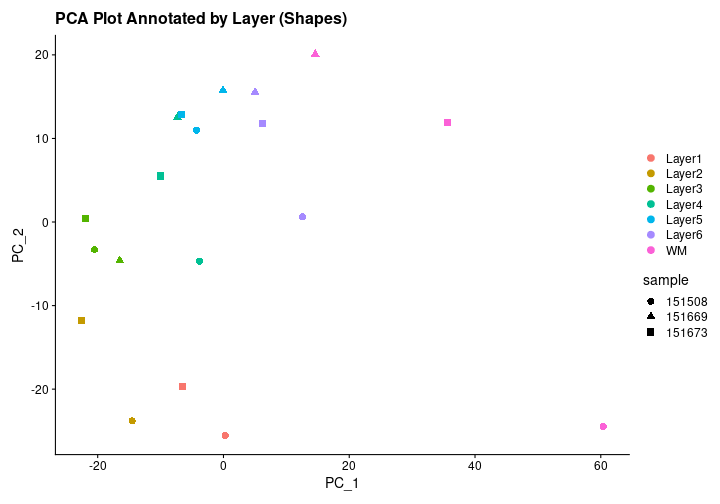 PCA Plot Annotated by Layer (Shapes)
20
10
0
-10
-20
PC_2
-20
0
20
40
60
PC_1
Layer1
Layer2
Layer3
Layer4
Layer5
Layer6
WM
sample
151508
151669
151673